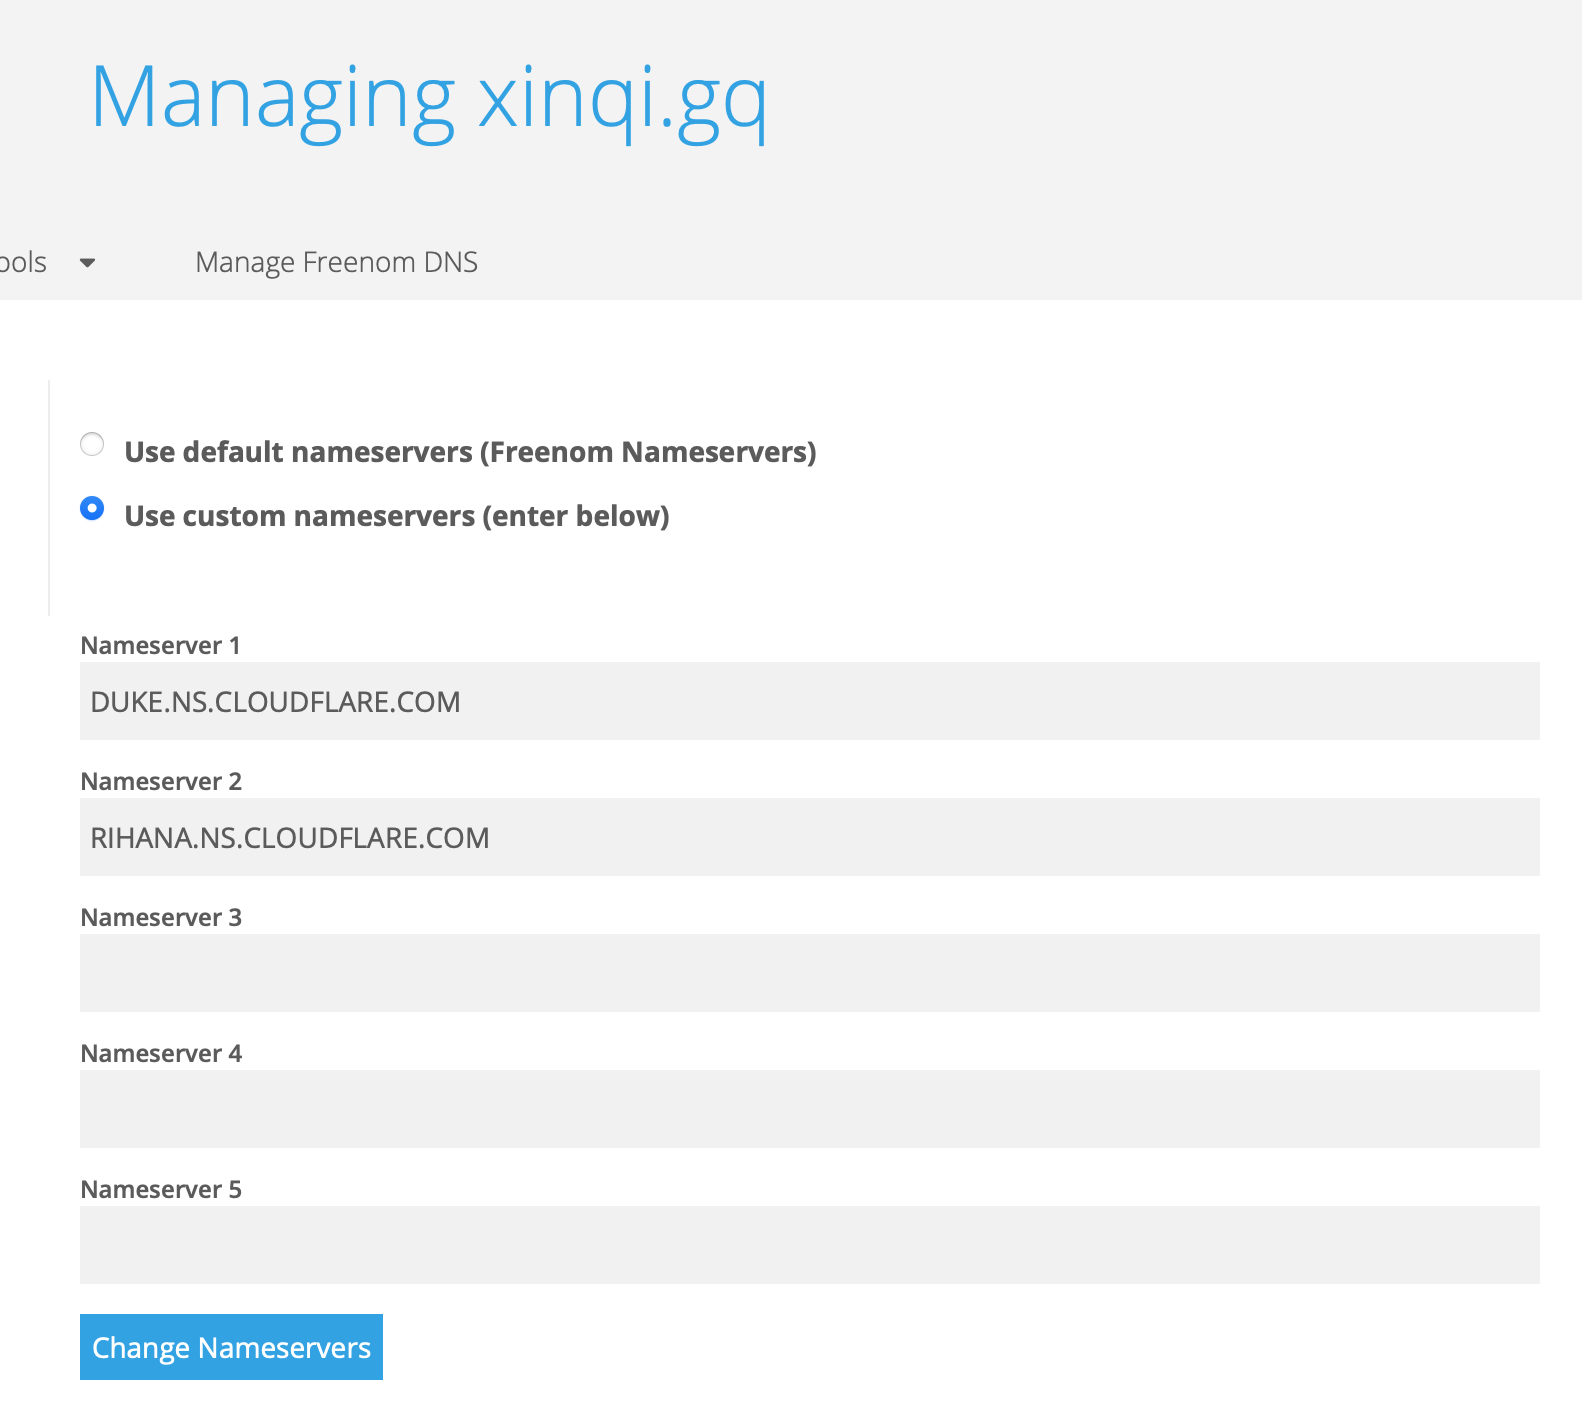 Managing xinqi.gq
ools
Manage Freenom DNS
Use default nameservers (Freenom Nameservers)
Use custom nameservers (enter below)
Nameserver 1
DUKE.NS.CLOUDFLARE.COM
Nameserver 2
RIHANA.NS.CLOUDFLARE.COM
Nameserver 3
Nameserver 4
Nameserver 5
Change Nameservers